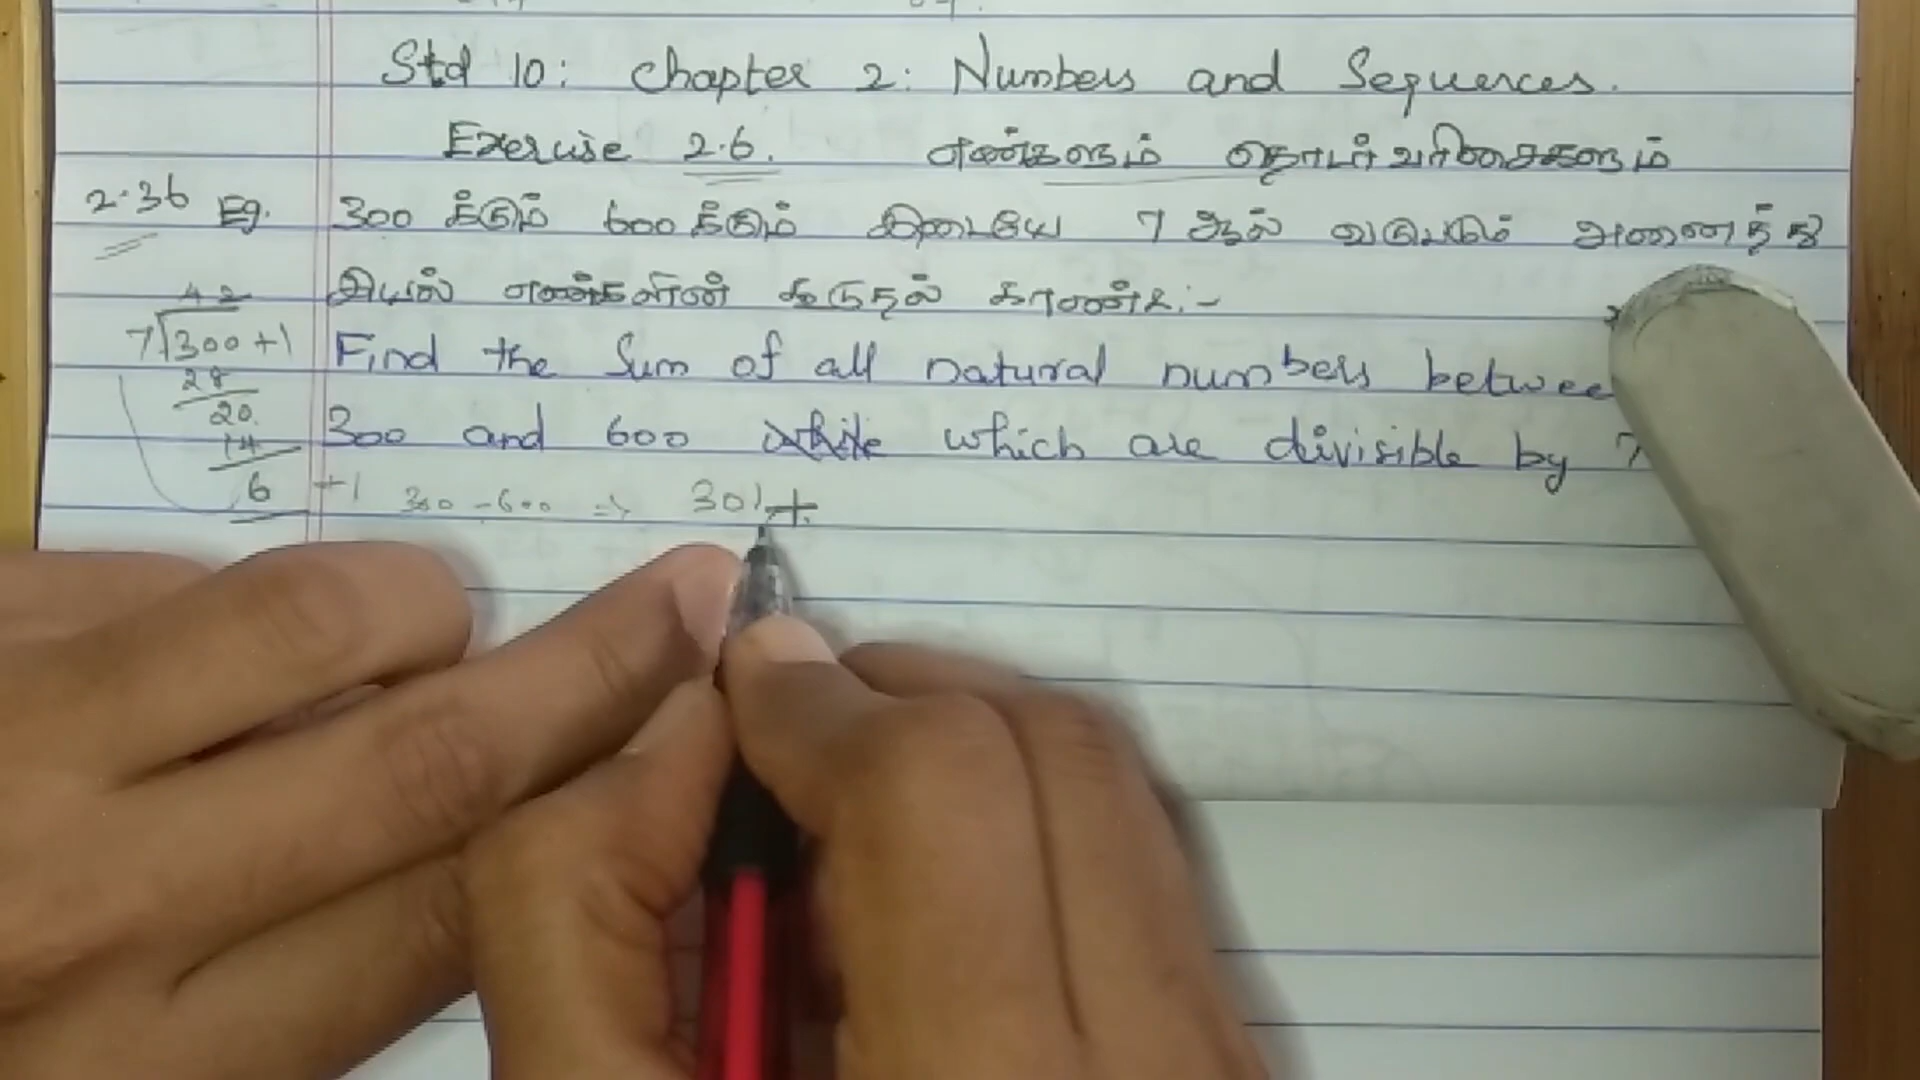 Std 10: Chapter 2: Numbers and Sequences.
Exercise 2.6. எண்களும் தொடர்வரிசைகளும்
2.36 Eg. 300 க்கும் 600க்கும் இடையே 7 ஆல் வகுபடும் அனைத்து
இயல் எண்களின் கூடுதல் காண்க:-
42
7 300 + 1 Find the Sum of all natural numbers betwee
28
20. 300 and 600 which are divisible by 7
14
6 +1 300 - 600 => 301 +